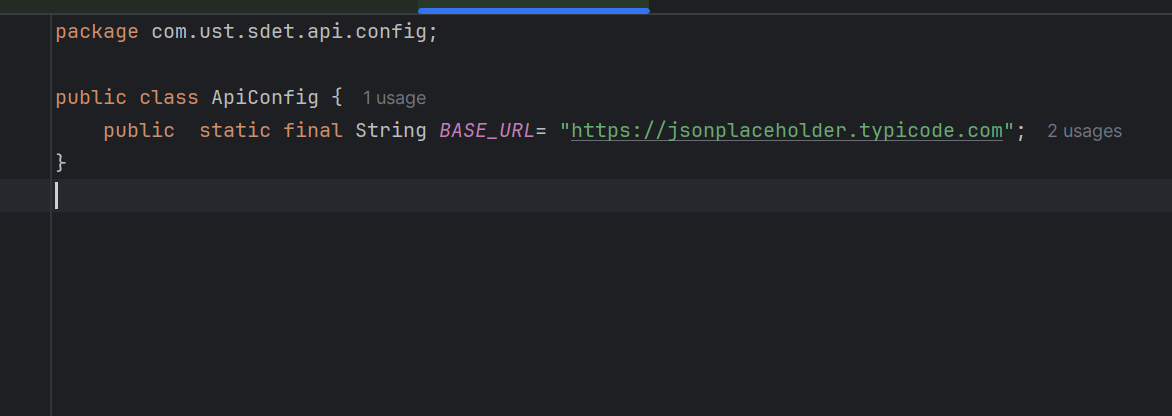 package com.ust.sdet.api.config;
public class ApiConfig {   1 usage
    public  static final String BASE_URL= "https://jsonplaceholder.typicode.com";   2 usages
}